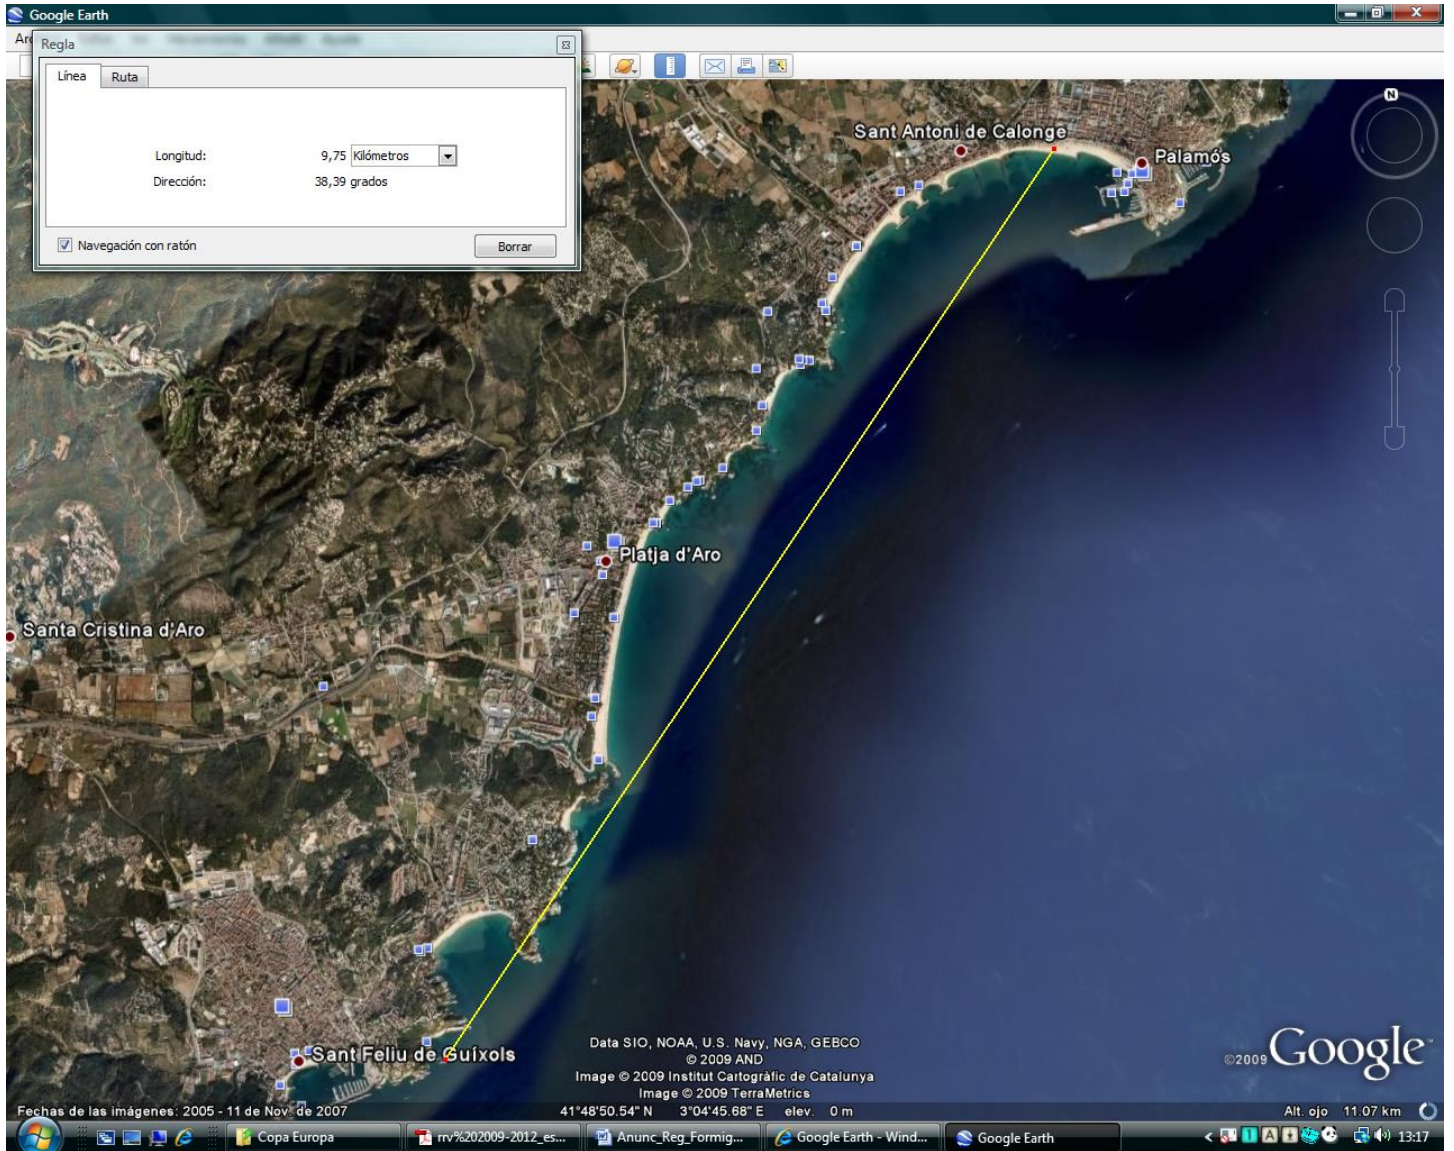 Google Earth
Regla
Línea
Ruta
Longitud: 9,75 Kilómetros
Dirección: 38,39 grados
Navegación con ratón
Borrar
N
Sant Antoni de Calonge
Palamós
Platja d'Aro
Santa Cristina d'Aro
Sant Feliu de Guíxols
Data SIO, NOAA, U.S. Navy, NGA, GEBCO
© 2009 AND
Image © 2009 Institut Cartogràfic de Catalunya
Image © 2009 TerraMetrics
©2009 Google
Fechas de las imágenes: 2005 - 11 de Nov. de 2007
41°48'50.54" N 3°04'45.68" E elev. 0 m
Alt. ojo 11.07 km
Copa Europa
rrv%202009-2012_es...
Anunc_Reg_Formig...
Google Earth - Wind...
Google Earth
13:17